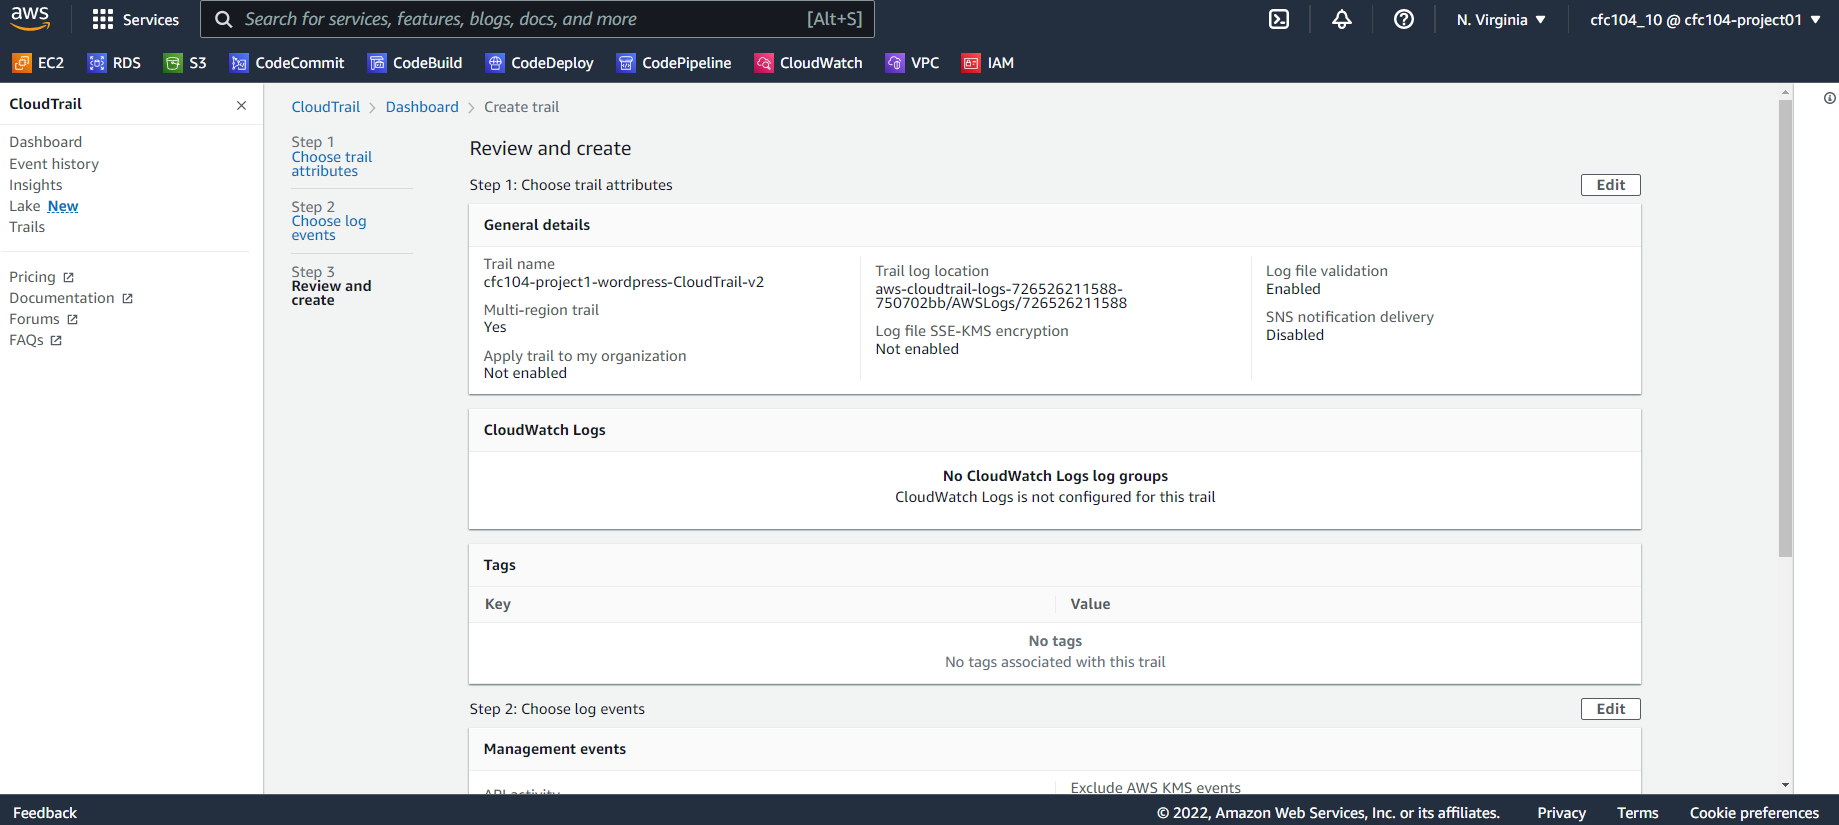 aws
Services
Search for services, features, blogs, docs, and more [Alt+S]
N. Virginia ▼
cfc104_10 @ cfc104-project01 ▼
EC2 RDS S3 CodeCommit CodeBuild CodeDeploy CodePipeline CloudWatch VPC IAM
CloudTrail
Dashboard
Event history
Insights
Lake New
Trails
Pricing
Documentation
Forums
FAQs
CloudTrail > Dashboard > Create trail
Step 1
Choose trail
attributes
Step 2
Choose log
events
Step 3
Review and
create
Review and create
Step 1: Choose trail attributes
Edit
General details
Trail name
cfc104-project1-wordpress-CloudTrail-v2
Multi-region trail
Yes
Apply trail to my organization
Not enabled
Trail log location
aws-cloudtrail-logs-726526211588-
750702bb/AWSLogs/726526211588
Log file SSE-KMS encryption
Not enabled
Log file validation
Enabled
SNS notification delivery
Disabled
CloudWatch Logs
No CloudWatch Logs log groups
CloudWatch Logs is not configured for this trail
Tags
Key Value
No tags
No tags associated with this trail
Step 2: Choose log events
Edit
Management events
API activity
Exclude AWS KMS events
Feedback
© 2022, Amazon Web Services, Inc. or its affiliates. Privacy Terms Cookie preferences